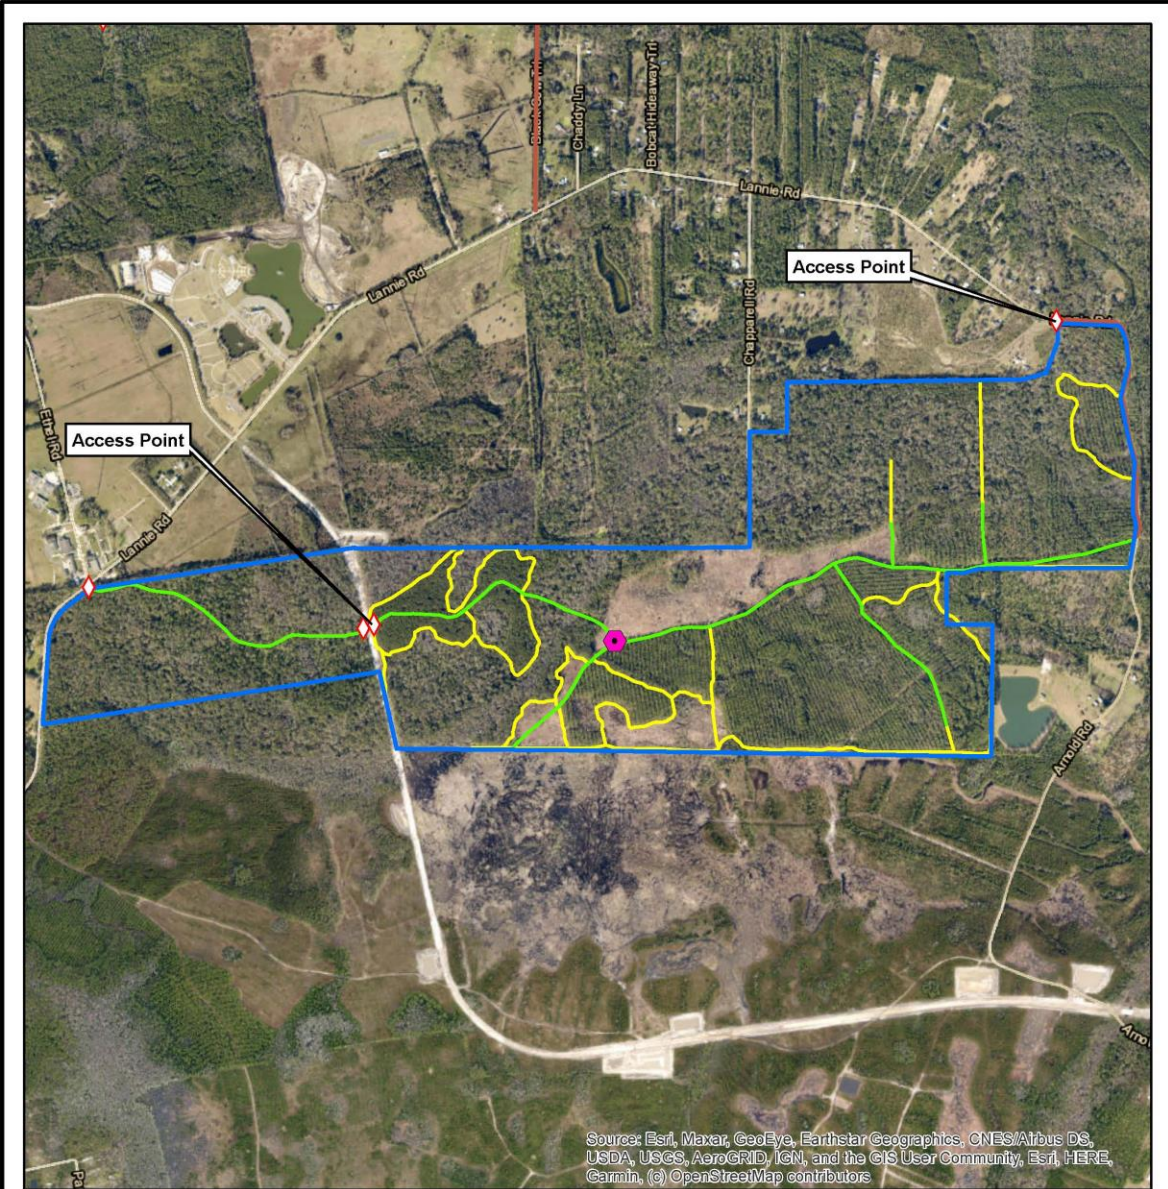 Chaddy Ln
Bobcat Hideaway Trl
Lannie Rd
Access Point
Lannie Rd
Chapparell Rd
Ethel Rd
Access Point
Lannie Rd
Arnold Rd
Source: Esri, Maxar, GeoEye, Earthstar Geographics, CNES/Airbus DS,
USDA, USGS, AeroGRID, IGN, and the GIS User Community, Esri, HERE,
Garmin, (c) OpenStreetMap contributors